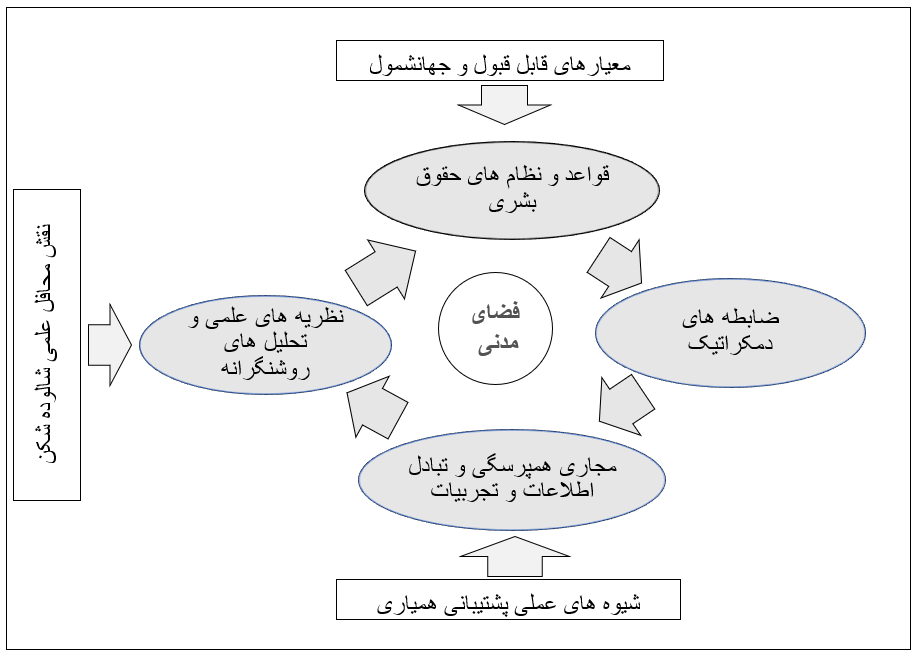 معیارهای قابل قبول و جهانشمول
قواعد و نظام های حقوق
بشری
ضابطه های
دمکراتیک
فضای
مدنی
نظریه های علمی و
تحلیل های
روشنگرانه
نقش محافل علمی شالوده شکن
مجاری همپرسگی و تبادل
اطلاعات و تجربیات
شیوه های عملی پشتیبانی همیاری